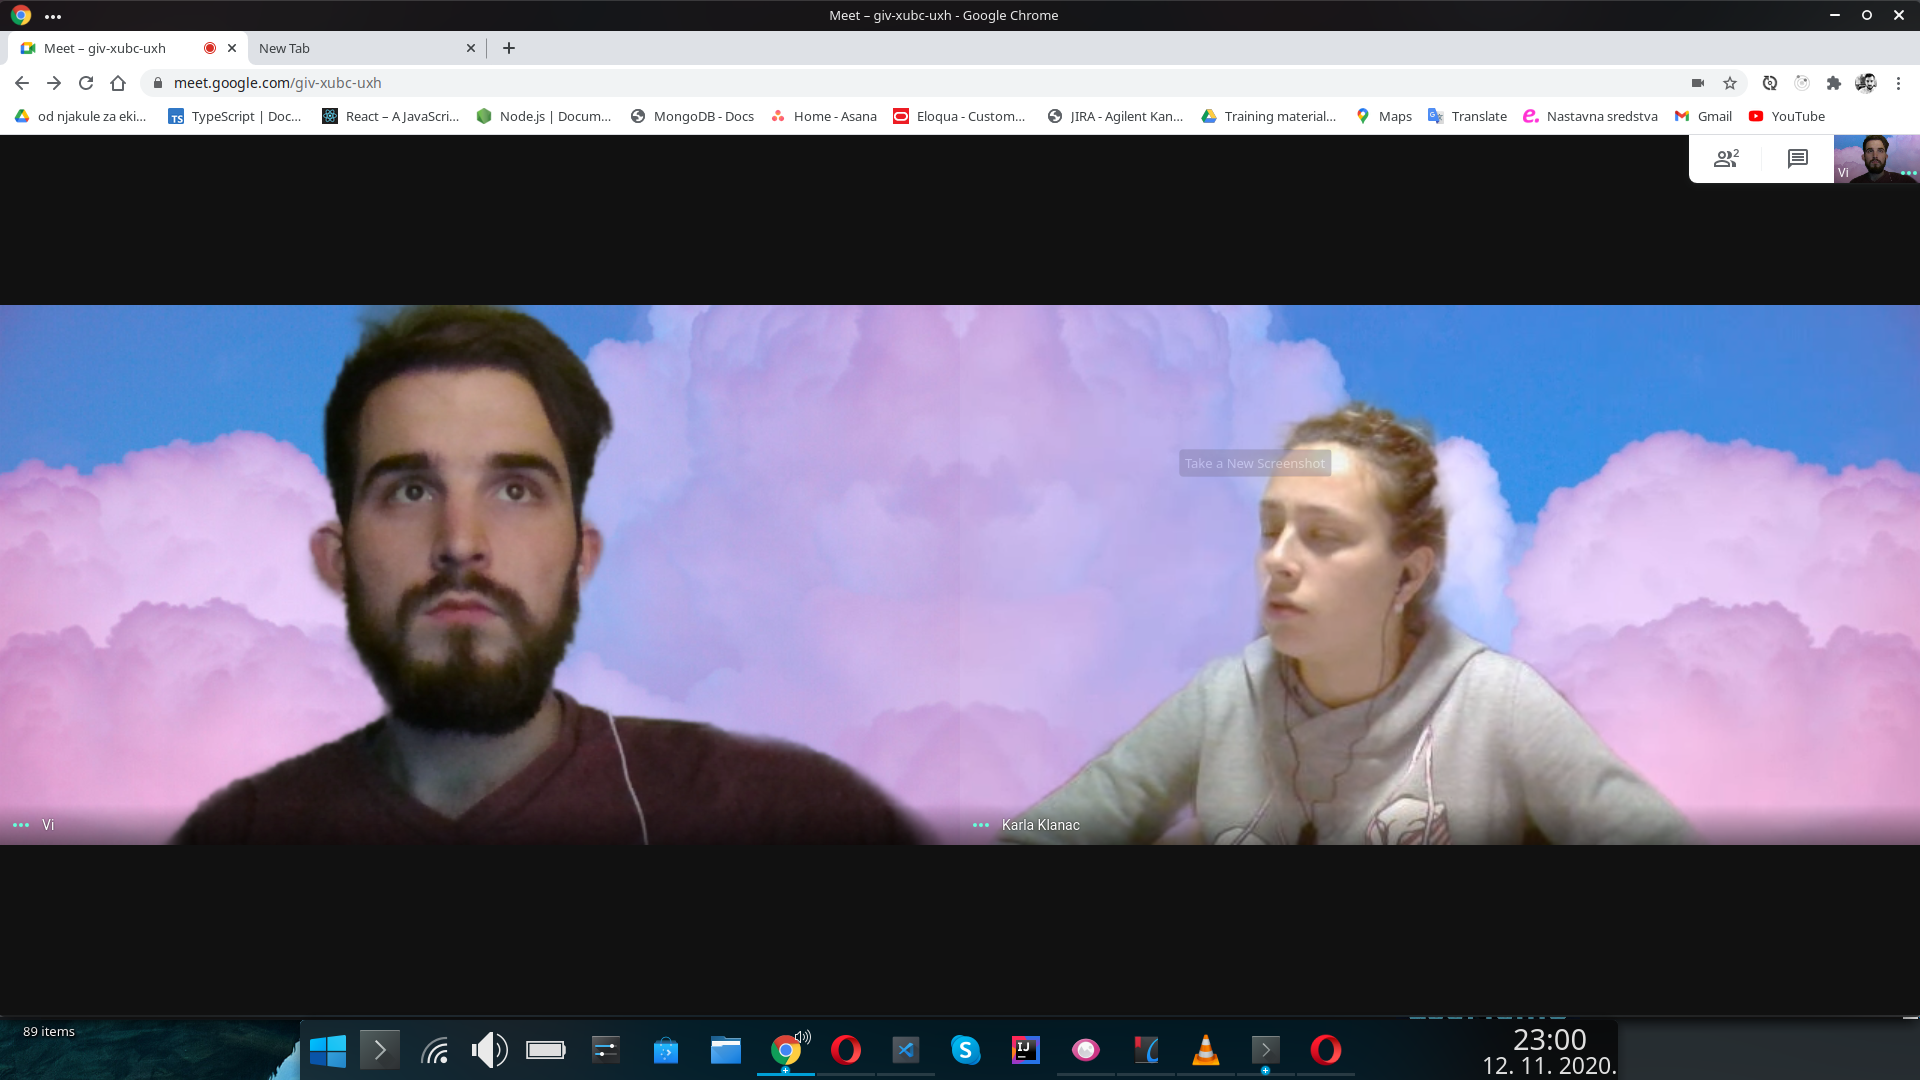 Meet – giv-xubc-uxh - Google Chrome
Meet – giv-xubc-uxh
New Tab
meet.google.com/giv-xubc-uxh
od njakule za eki...
TypeScript | Doc...
React – A JavaScri...
Node.js | Docum...
MongoDB - Docs
Home - Asana
Eloqua - Custom...
JIRA - Agilent Kan...
Training material...
Maps
Translate
Nastavna sredstva
Gmail
YouTube
2
Vi
Take a New Screenshot
Vi
Karla Klanac
89 items
23:00
12. 11. 2020.